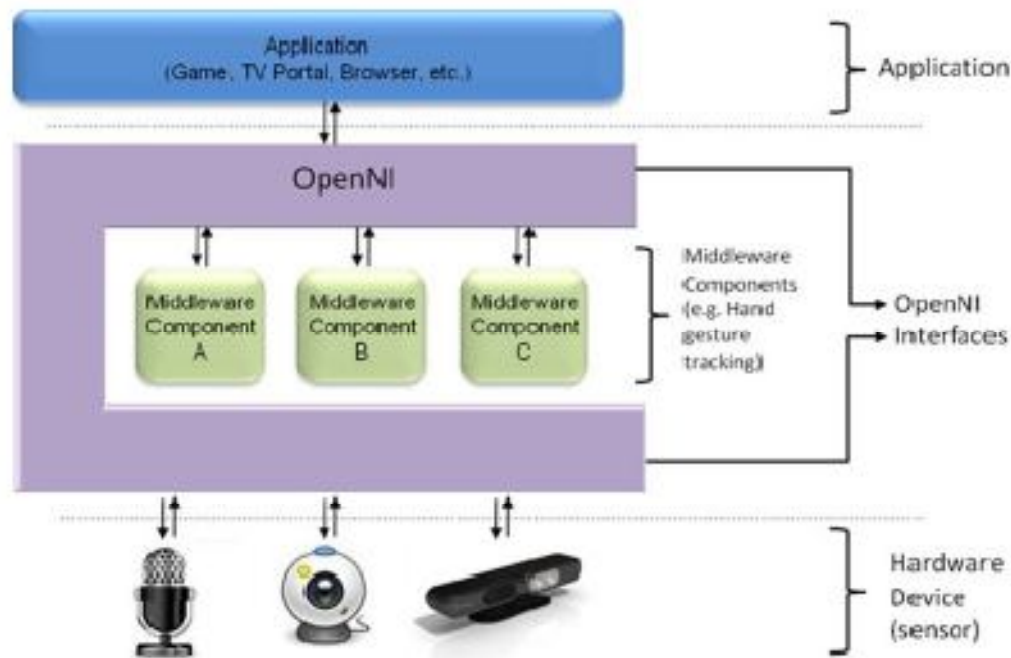 Application
(Game, TV Portal, Browser, etc.)
Application
OpenNI
Middleware
Component
A
Middleware
Component
B
Middleware
Component
C
Middleware
Components
(e.g. Hand
gesture
tracking)
OpenNI
Interfaces
Hardware
Device
(sensor)